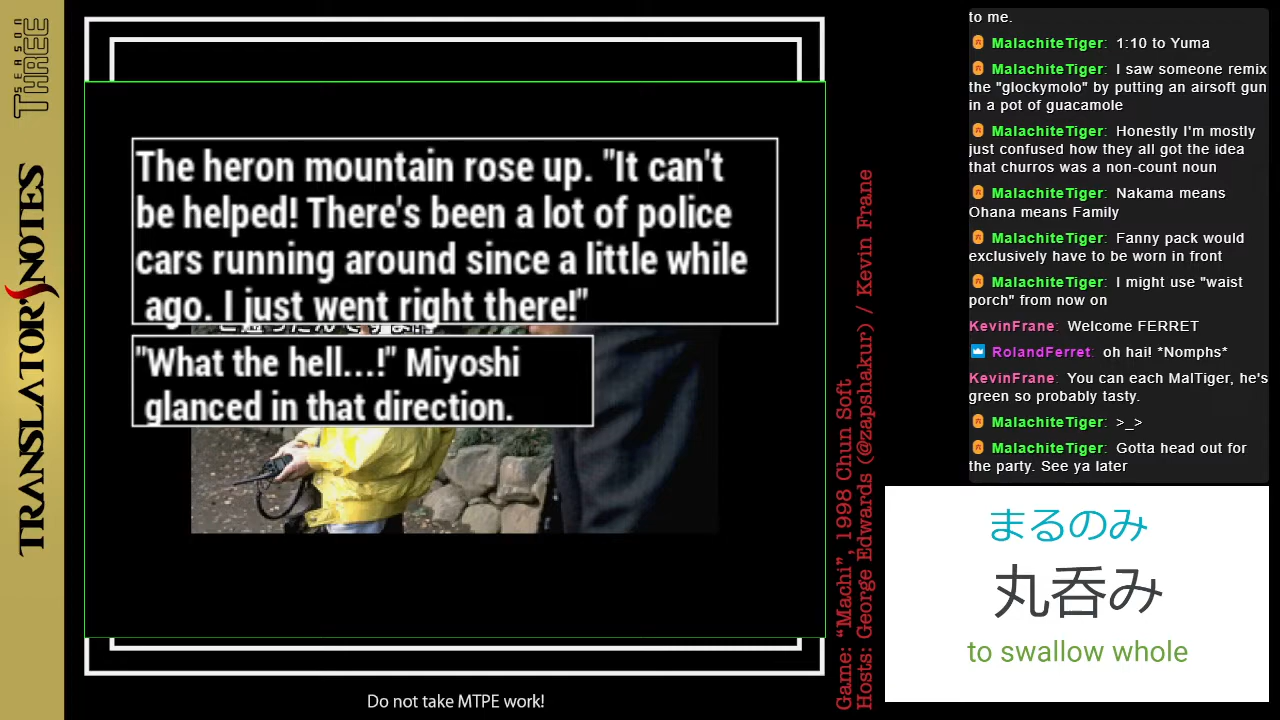 SEASON
THREE
TRANSLATOR'S NOTES
The heron mountain rose up. "It can't
be helped! There's been a lot of police
cars running around since a little while
ago. I just went right there!"
"What the hell...!" Miyoshi
glanced in that direction.
Game: “Machi”, 1998 Chun Soft
Hosts: George Edwards (@zapshakur) / Kevin Frane
Do not take MTPE work!
to me.
MalachiteTiger: 1:10 to Yuma
MalachiteTiger: I saw someone remix
the "glockymolo" by putting an airsoft gun
in a pot of guacamole
MalachiteTiger: Honestly I'm mostly
just confused how they all got the idea
that churros was a non-count noun
MalachiteTiger: Nakama means
Ohana means Family
MalachiteTiger: Fanny pack would
exclusively have to be worn in front
MalachiteTiger: I might use "waist
porch" from now on
KevinFrane: Welcome FERRET
RolandFerret: oh hai! *Nomphs*
KevinFrane: You can each MalTiger, he's
green so probably tasty.
MalachiteTiger: >_>
MalachiteTiger: Gotta head out for
the party. See ya later
まるのみ
丸呑み
to swallow whole